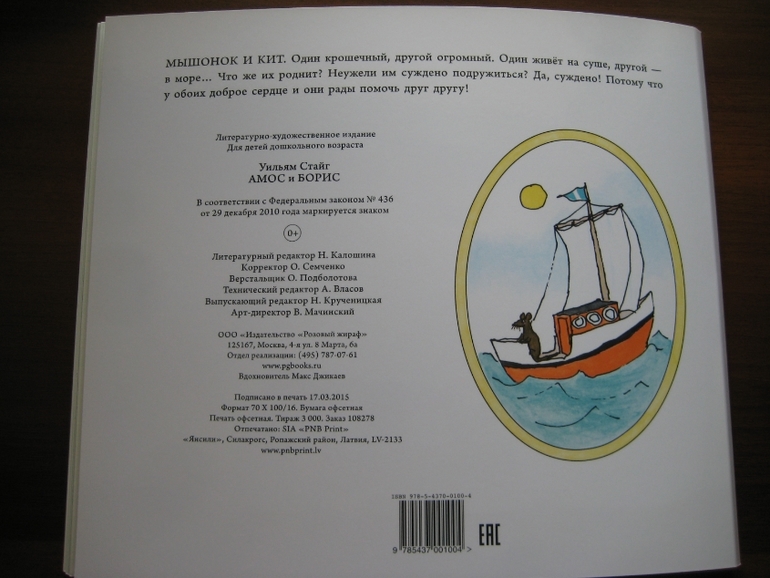 МЫШОНОК И КИТ. Один крошечный, другой огромный. Один живёт на суше, другой —
в море... Что же их роднит? Неужели им суждено подружиться? Да, суждено! Потому что
у обоих доброе сердце и они рады помочь друг другу!
Литературно-художественное издание
Для детей дошкольного возраста
Уильям Стайг
АМОС и БОРИС
В соответствии с Федеральным законом № 436
от 29 декабря 2010 года маркируется знаком
0+
Литературный редактор Н. Калошина
Корректор О. Семченко
Верстальщик О. Подболотова
Технический редактор А. Власов
Выпускающий редактор Н. Крученицкая
Арт-директор В. Мачинский
ООО «Издательство «Розовый жираф»
125167, Москва, 4-я ул. 8 Марта, 6а
Отдел реализации: (495) 787-07-61
www.pgbooks.ru
Вдохновитель Макс Джикаев
Подписано в печать 17.03.2015
Формат 70 Х 100/16. Бумага офсетная
Печать офсетная. Тираж 3 000. Заказ 108278
Отпечатано: SIA «PNB Print»
«Янсили», Силакрогс, Ропажский район, Латвия, LV-2133
www.pnbprint.lv
ISBN 978-5-4370-0100-4
9 785437 001004 >
EAC